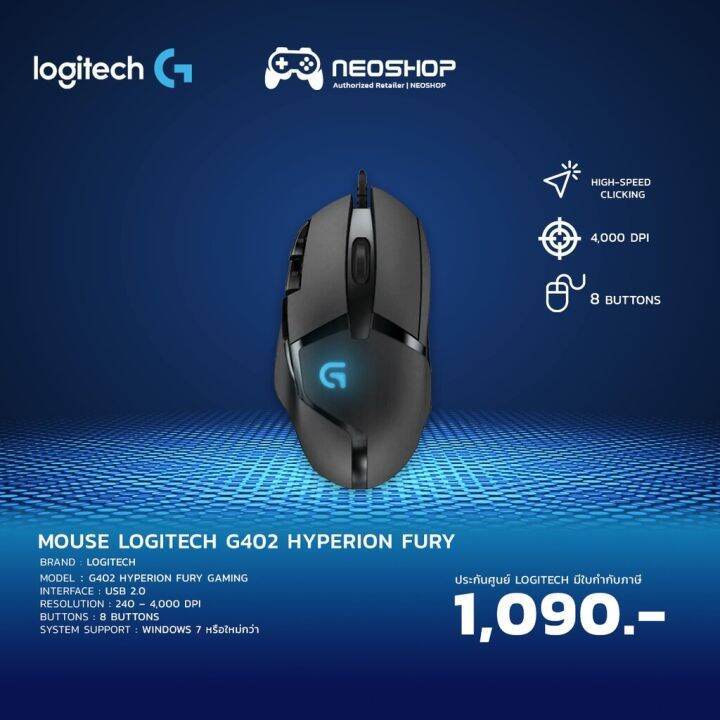 logitech G
NEOSHOP
Authorized Retailer | NEOSHOP
HIGH-SPEED
CLICKING
4,000 DPI
8 BUTTONS
G
MOUSE LOGITECH G402 HYPERION FURY
BRAND : LOGITECH
MODEL : G402 HYPERION FURY GAMING
INTERFACE : USB 2.0
RESOLUTION : 240 – 4,000 DPI
BUTTONS : 8 BUTTONS
SYSTEM SUPPORT : WINDOWS 7 หรือใหม่กว่า
ประกันศูนย์ LOGITECH มีใบกำกับภาษี
1,090.-